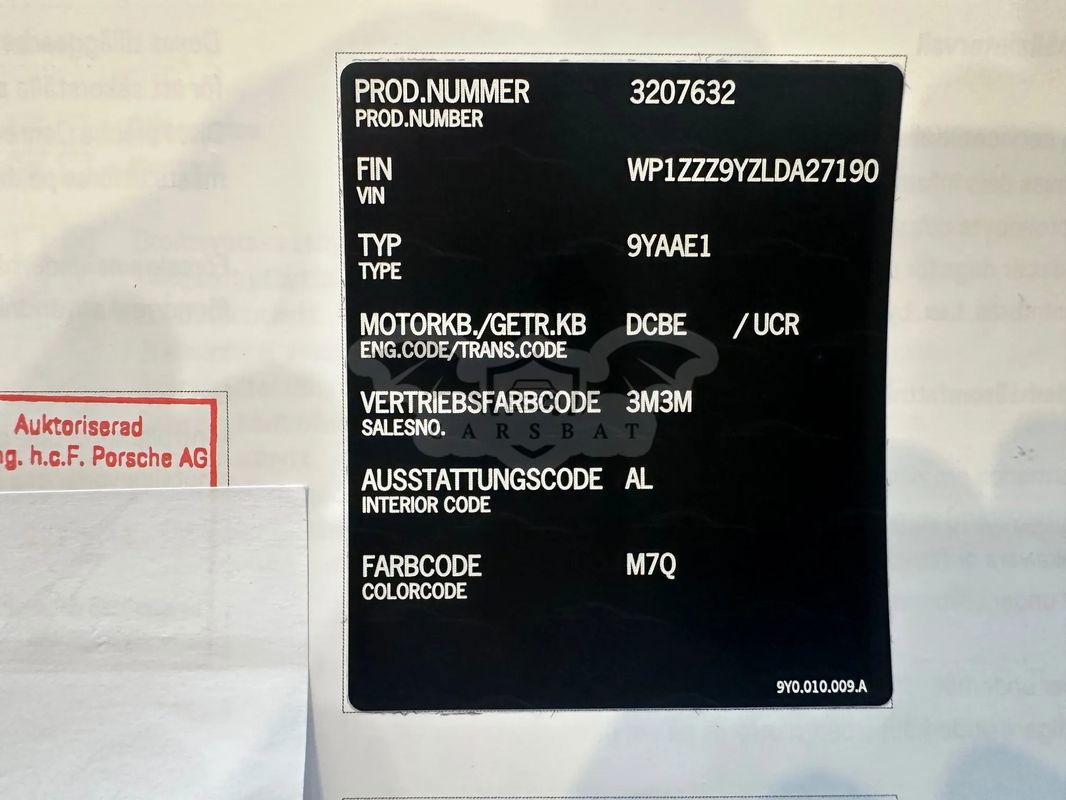 PROD.NUMMER 3207632
PROD.NUMBER
FIN WP1ZZZ9YZLDA27190
VIN
TYP 9YAAE1
TYPE
MOTORKB./GETR.KB DCBE / UCR
ENG.CODE/TRANS.CODE
VERTRIEBSFARBCODE 3M3M
SALESNO.
CARSBAT
AUSSTATTUNGSCODE AL
INTERIOR CODE
FARBCODE M7Q
COLORCODE
9Y0.010.009.A
Auktoriserad
h.c.F. Porsche AG